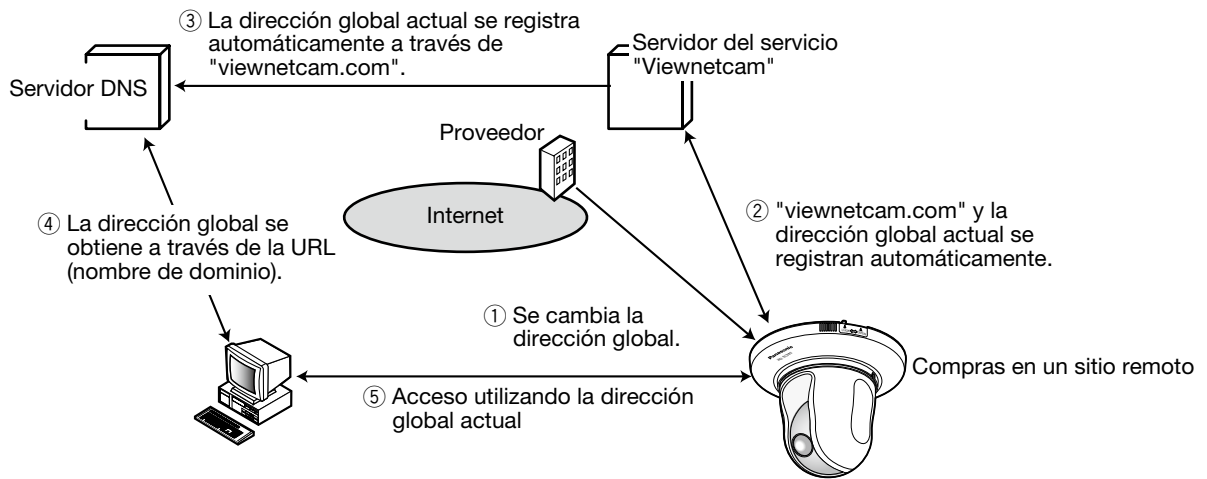 ③ La dirección global actual se registra
automáticamente a través de
"viewnetcam.com".
Servidor del servicio
"Viewnetcam"
Servidor DNS
Proveedor
Internet
④ La dirección global se
obtiene a través de la URL
(nombre de dominio).
② "viewnetcam.com" y la
dirección global actual se
registran automáticamente.
① Se cambia la
dirección global.
Panasonic
Compras en un sitio remoto
⑤ Acceso utilizando la dirección
global actual